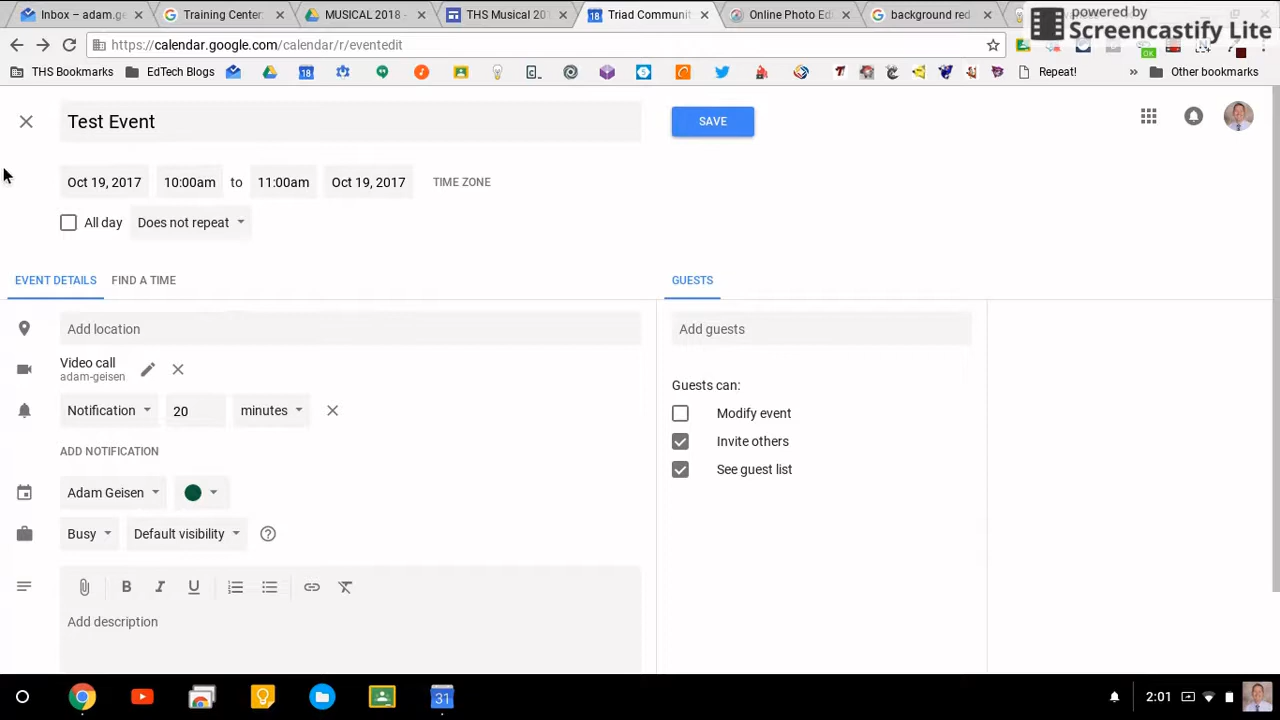 Inbox – adam.ge
Training Center
MUSICAL 2018-
THS Musical 201
Triad Communi
Online Photo Ed
background red
powered by
Screencastify Lite
https://calendar.google.com/calendar/r/eventedit
THS Bookmarks
EdTech Blogs
18
Repeat!
»
Other bookmarks
Test Event
SAVE
Oct 19, 2017
10:00am
to
11:00am
Oct 19, 2017
TIME ZONE
All day
Does not repeat
EVENT DETAILS
FIND A TIME
GUESTS
Add location
Add guests
Video call
adam-geisen
Guests can:
Notification
20
minutes
Modify event
Invite others
ADD NOTIFICATION
See guest list
Adam Geisen
Busy
Default visibility
B
I
U
Add description
31
2:01